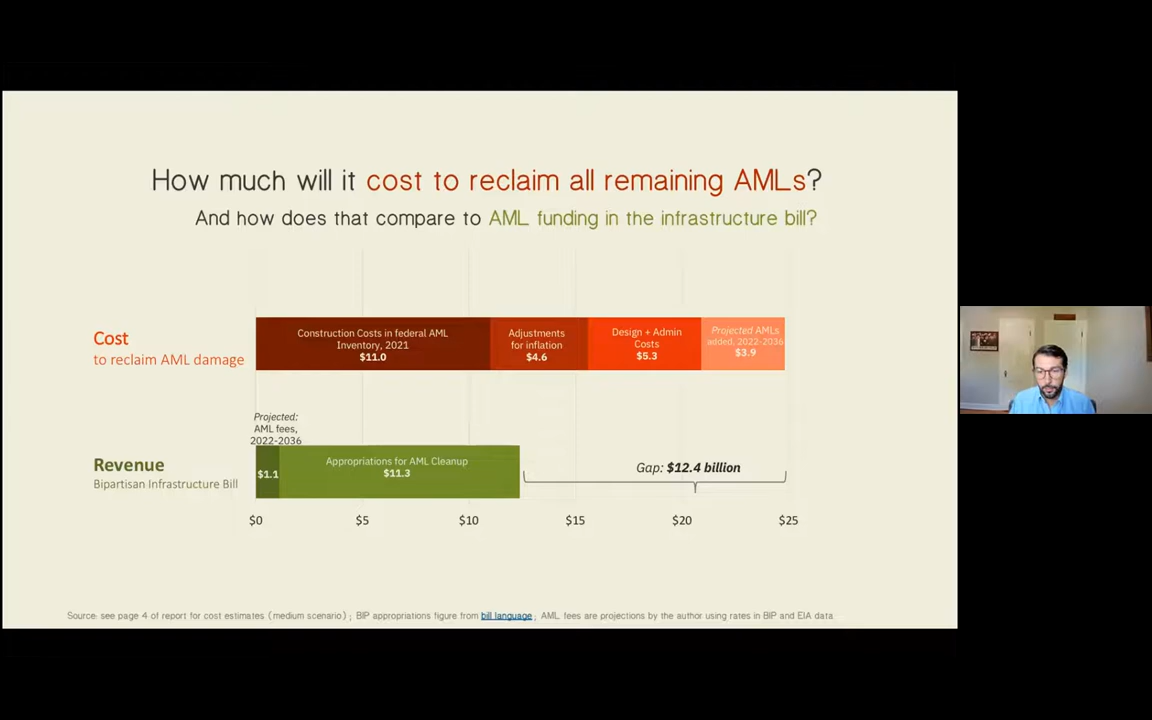 How much will it cost to reclaim all remaining AMLs?
And how does that compare to AML funding in the infrastructure bill?
Cost
to reclaim AML damage
Construction Costs in federal AML
Inventory, 2021
$11.0
Adjustments
for inflation
$4.6
Design + Admin
Costs
$5.3
Projected AMLs
added, 2022-2036
$3.9
Projected:
AML fees,
2022-2036
Revenue
Bipartisan Infrastructure Bill
$1.1
Appropriations for AML Cleanup
$11.3
Gap: $12.4 billion
$0
$5
$10
$15
$20
$25
Source: see page 4 of report for cost estimates (medium scenario); BIP appropriations figure from bill language; AML fees are projections by the author using rates in BIP and EIA data.